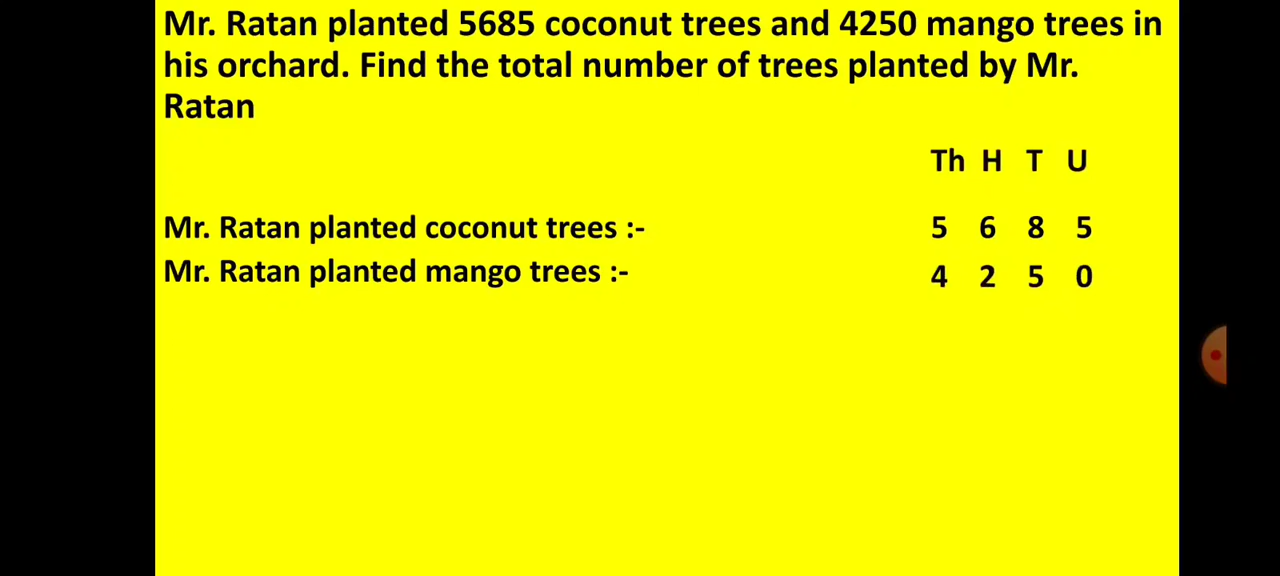 Mr. Ratan planted 5685 coconut trees and 4250 mango trees in
his orchard. Find the total number of trees planted by Mr.
Ratan
Th H T U
Mr. Ratan planted coconut trees :- 5 6 8 5
Mr. Ratan planted mango trees :- 4 2 5 0